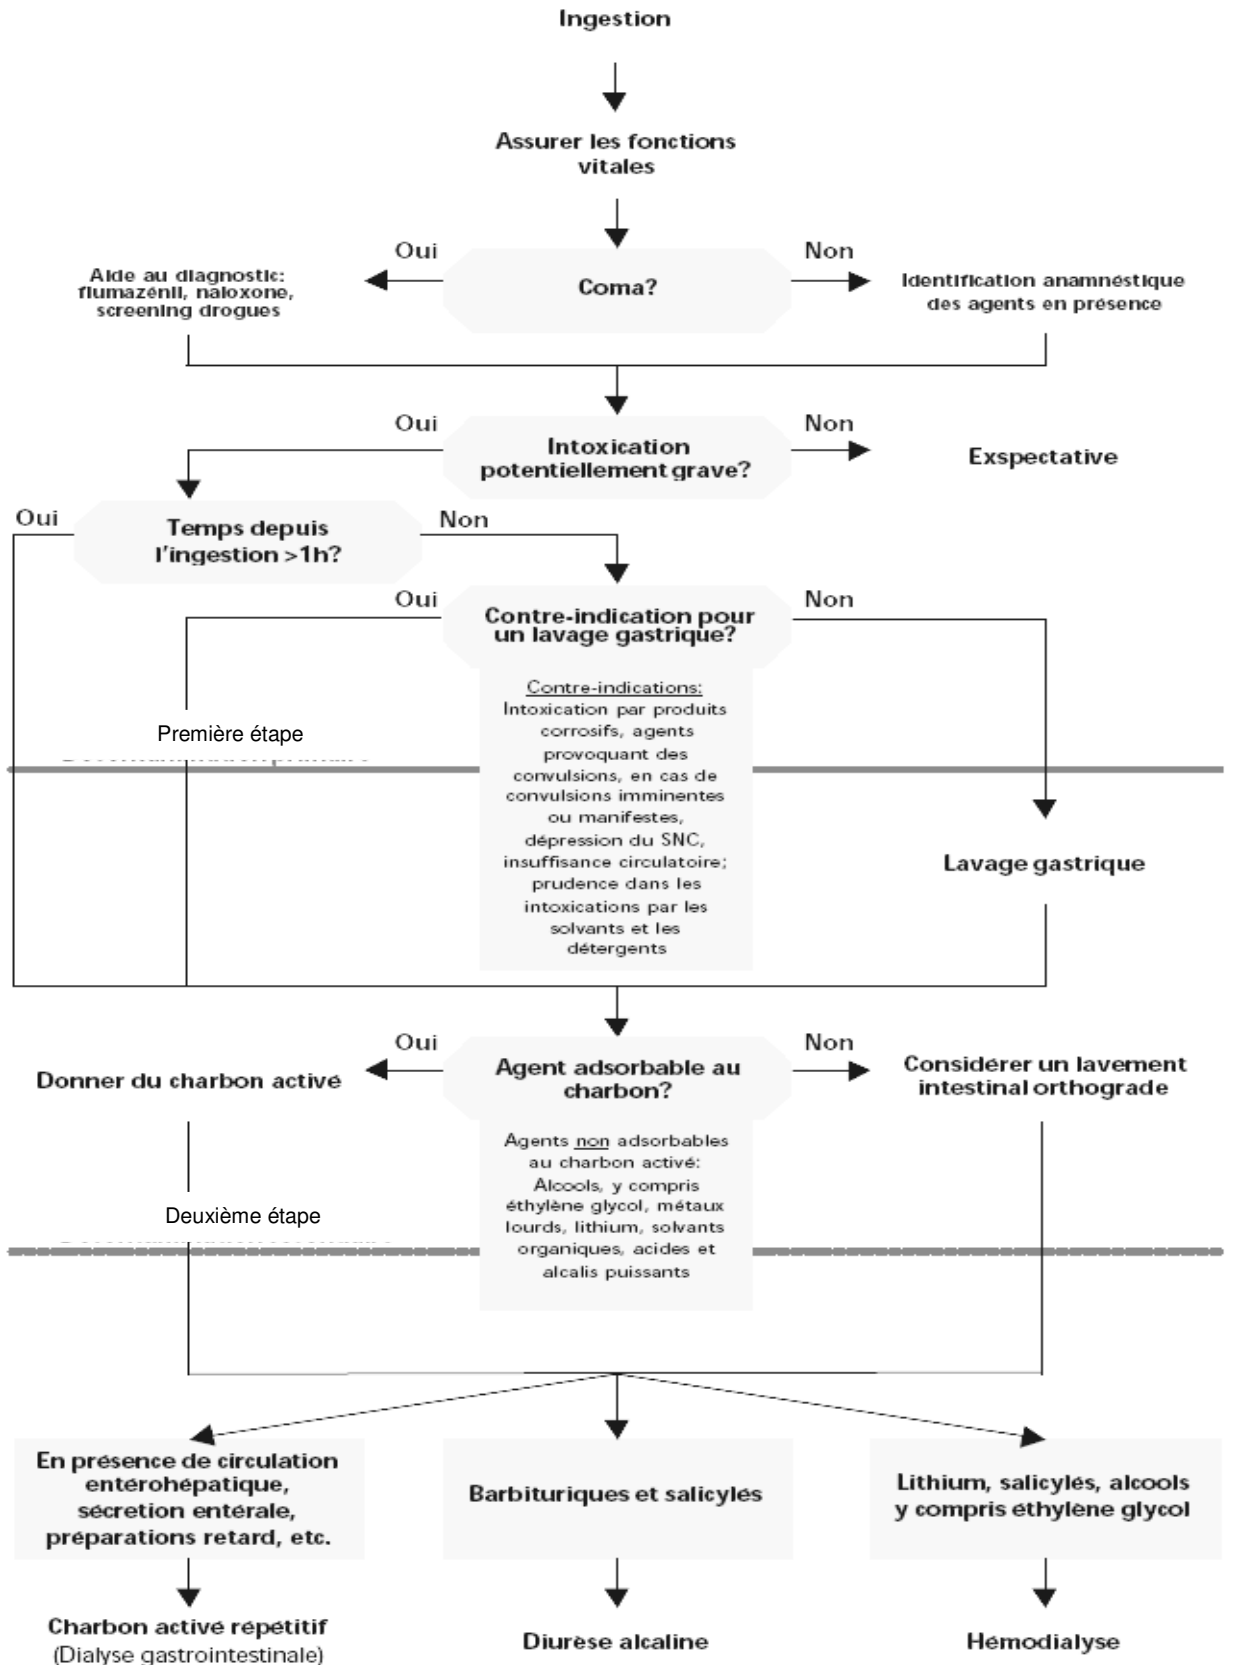 Ingestion
Assurer les fonctions
vitales
Oui
Non
Aide au diagnostic:
flumazénil, naloxone,
screening drogues
Coma?
Identification anamnéstique
des agents en présence
Oui
Non
Intoxication
potentiellement grave?
Exspectative
Oui
Temps depuis
l'ingestion >1h?
Non
Oui
Contre-indication pour
un lavage gastrique?
Non
Contre-indications:
Intoxication par produits
corrosifs, agents
provoquant des
convulsions, en cas de
convulsions imminentes
ou manifestes,
dépression du SNC,
insuffisance circulatoire;
prudence dans les
intoxications par les
solvants et les
détergents
Première étape
Lavage gastrique
Oui
Non
Donner du charbon activé
Agent adsorbable au
charbon?
Considérer un lavement
intestinal orthograde
Agents non adsorbables
au charbon activé:
Alcools, y compris
éthylène glycol, métaux
lourds, lithium, solvants
organiques, acides et
alcalis puissants
Deuxième étape
En présence de circulation
entérohépatique,
sécretion entérale,
préparations retard, etc.
Barbituriques et salicylés
Lithium, salicylés, alcools
y compris éthylène glycol
Charbon activé répétitif
(Dialyse gastrointestinale)
Diurèse alcaline
Hémodialyse